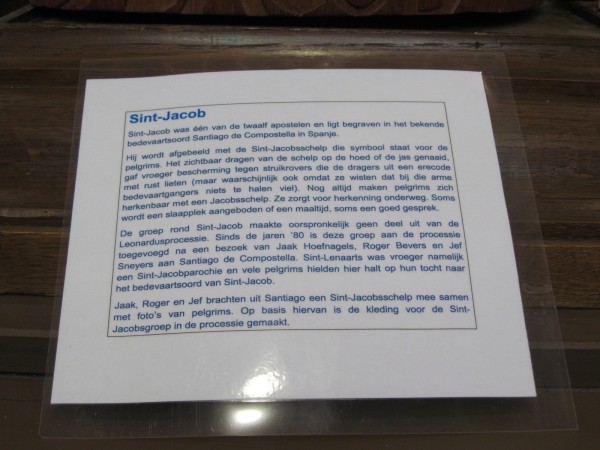 Sint-Jacob
Sint-Jacob was één van de twaalf apostelen en ligt begraven in het bekende
bedevaartsoord Santiago de Compostella in Spanje.
Hij wordt afgebeeld met de Sint-Jacobsschelp die symbool staat voor de
pelgrims. Het zichtbaar dragen van de schelp op de hoed of de jas genaaid,
gaf vroeger bescherming tegen struikrovers die de dragers uit een erecode
met rust lieten (maar waarschijnlijk ook omdat ze wisten dat bij die arme
bedevaartgangers niets te halen viel). Nog altijd maken pelgrims zich
herkenbaar met een Jacobsschelp. Ze zorgt voor herkenning onderweg. Soms
wordt een slaapplek aangeboden of een maaltijd, soms een goed gesprek.
De groep rond Sint-Jacob maakte oorspronkelijk geen deel uit van de
Leonardusprocessie. Sinds de jaren '80 is deze groep aan de processie
toegevoegd na een bezoek van Jaak Hoefnagels, Roger Bevers en Jef
Sneyers aan Santiago de Compostella. Sint-Lenaarts was vroeger namelijk
een Sint-Jacobparochie en vele pelgrims hielden hier halt op hun tocht naar
het bedevaartsoord van Sint-Jacob.
Jaak, Roger en Jef brachten uit Santiago een Sint-Jacobsschelp mee samen
met foto's van pelgrims. Op basis hiervan is de kleding voor de Sint-
Jacobsgroep in de processie gemaakt.